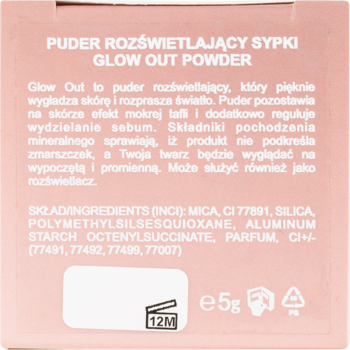 PUDER ROZŚWIETLAJĄCY SYPKI
GLOW OUT POWDER
Glow Out to puder rozświetlający, który pięknie
wygładza skórę i rozprasza światło. Puder pozostawia
na skórze efekt mokrej tafli i dodatkowo reguluje
wydzielanie sebum. Składniki pochodzenia
mineralnego sprawiają, iż produkt nie podkreśla
zmarszczek, a Twoja twarz będzie wyglądać na
wypoczętą i promienną. Może służyć również jako
rozświetlacz.
SKŁAD/INGREDIENTS (INCI): MICA, CI 77891, SILICA,
POLYMETHYLSILSESQUIOXANE, ALUMINUM
STARCH OCTENYLSUCCINATE, PARFUM, CI+/-
(77491, 77492, 77499, 77007)
12M
℮5g
PS